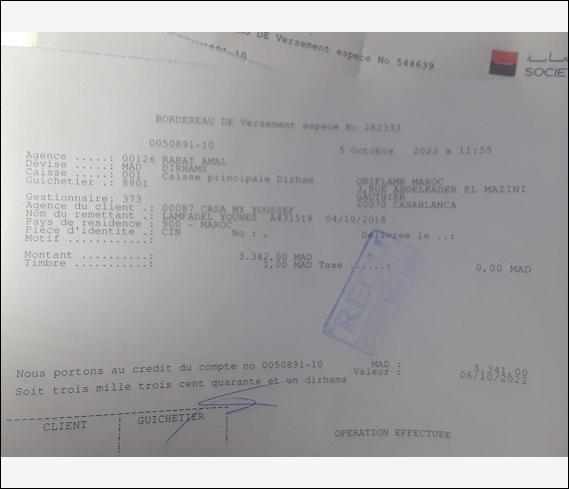 DE Versement espece No 544639
SOCIE
BORDEREAU DE Versement espece No 282333
0050891-10
5 Octobre 2022 a 11:55
Agence .....: 00126 RABAT AMAL
Devise .....: MAD DIRHAMS
Caisse .....: 001 Caisse principale Dirham
Guichetier .: 8801
ORIFLAME MAROC
3,RUE ABDELKADER EL MAZINI
GAUTHIER
20070 CASABLANCA
Gestionnaire: 373
Agence du client .: 00087 CASA MY YOUSSEF
Nom du remettant .: LAMFADEL YOUNES A431518 04/10/2018
Pays de residence : 900 - MAROC
Pièce d'identite .: CIN No : , Delivree le ..:
Motif ............:
Montant ..........: 3.342,00 MAD
Timbre ...........: 1,00 MAD Taxe .....: 0,00 MAD
RECU
Nous portons au credit du compte no 0050891-10 MAD : 3.341,00
Valeur : 06/10/2022
Soit trois mille trois cent quarante et un dirhams
CLIENT
GUICHETIER
OPERATION EFFECTUEE